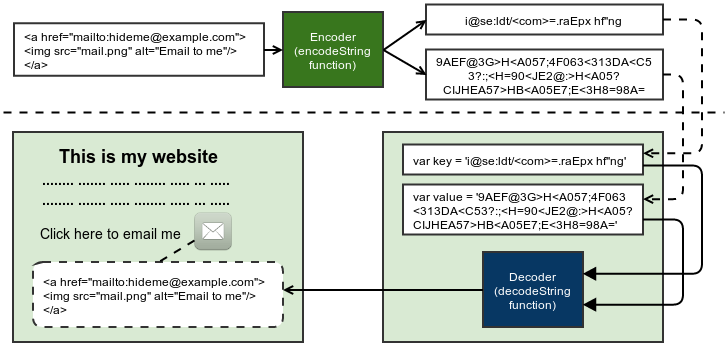 <a href="mailto:hideme@example.com">
<img src="mail.png" alt="Email to me"/>
</a>
Encoder
(encodeString
function)
i@se:ldt/<com>=.raEpx hf"ng
9AEF@3G>H<A057;4F063<313DA<C5
3?:;<H=90<JE2@:>H<A05?
CIJHEA57>HB<A05E7;E<3H8=98A=
This is my website
Click here to email me
<a href="mailto:hideme@example.com">
<img src="mail.png" alt="Email to me"/>
</a>
var key = 'i@se:ldt/<com>=.raEpx hf"ng'
var value = '9AEF@3G>H<A057;4F063
<313DA<C53?:;<H=90<JE2@:>H<A05?
CIJHEA57>HB<A05E7;E<3H8=98A='
Decoder
(decodeString
function)